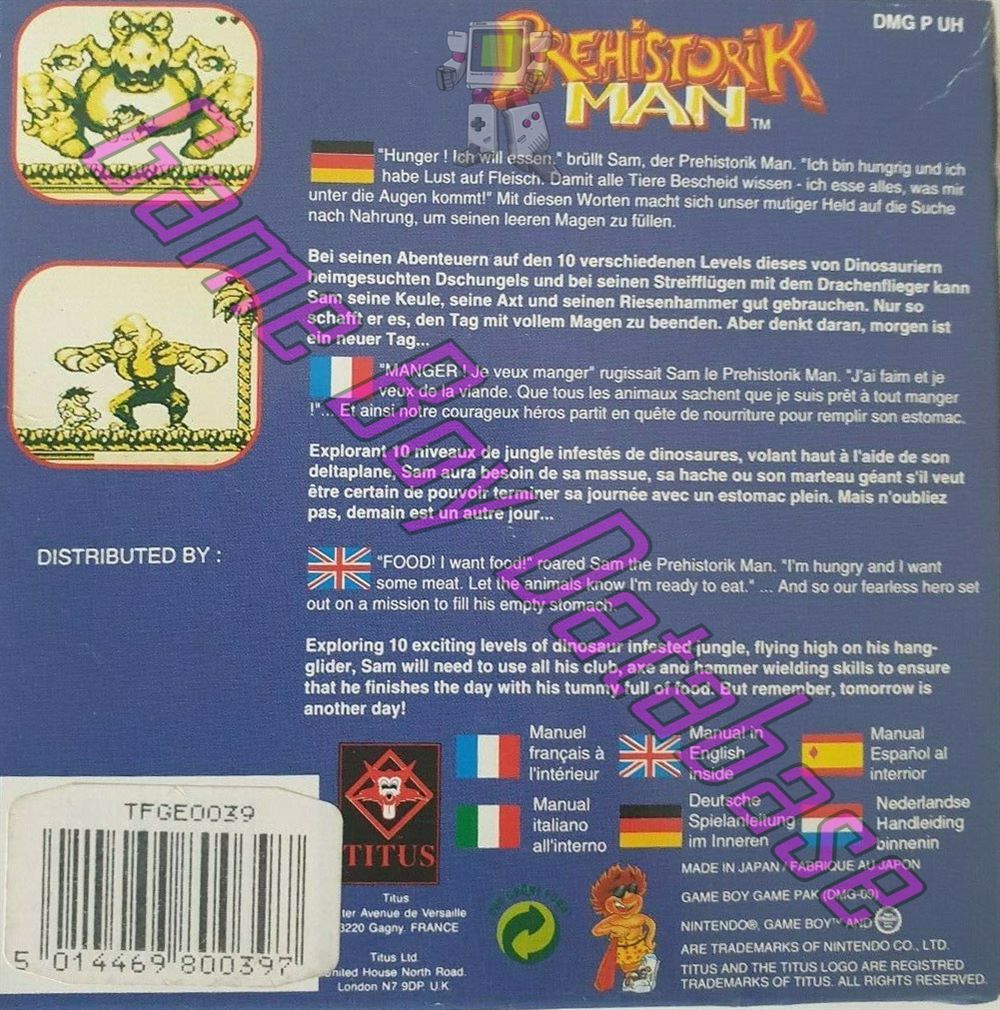 DMG P UH
PREHISTORIK
MAN™
"Hunger ! Ich will essen," brüllt Sam, der Prehistorik Man. "Ich bin hungrig und ich
habe Lust auf Fleisch. Damit alle Tiere Bescheid wissen - ich esse alles, was mir
unter die Augen kommt!" Mit diesen Worten macht sich unser mutiger Held auf die Suche
nach Nahrung, um seinen leeren Magen zu füllen.
Bei seinen Abenteuern auf den 10 verschiedenen Levels dieses von Dinosauriern
heimgesuchten Dschungels und bei seinen Streifflügen mit dem Drachenflieger kann
Sam seine Keule, seine Axt und seinen Riesenhammer gut gebrauchen. Nur so
schafft er es, den Tag mit vollem Magen zu beenden. Aber denkt daran, morgen ist
ein neuer Tag...
"MANGER ! Je veux manger" rugissait Sam le Prehistorik Man. "J'ai faim et je
veux de la viande. Que tous les animaux sachent que je suis prêt à tout manger
!"... Et ainsi notre courageux héros partit en quête de nourriture pour remplir son estomac.
Explorant 10 niveaux de jungle infestés de dinosaures, volant haut à l'aide de son
deltaplane, Sam aura besoin de sa massue, sa hache ou son marteau géant s'il veut
être certain de pouvoir terminer sa journée avec un estomac plein. Mais n'oubliez
pas, demain est un autre jour...
DISTRIBUTED BY :
"FOOD! I want food!" roared Sam the Prehistorik Man. "I'm hungry and I want
some meat. Let the animals know I'm ready to eat." ... And so our fearless hero set
out on a mission to fill his empty stomach.
Exploring 10 exciting levels of dinosaur infested jungle, flying high on his hang-
glider, Sam will need to use all his club, axe and hammer wielding skills to ensure
that he finishes the day with his tummy full of food. But remember, tomorrow is
another day!
Manuel
français à
l'intérieur
Manual in
English
inside
Manual
Español al
interrior
Manual
italiano
all'interno
Deutsche
Spielanleitung
im Inneren
Nederlandse
Handleiding
binnenin
TITUS
TFGE0039
5 014469 800397
Titus
ter Avenue de Versaille
3220 Gagny. FRANCE
Titus Ltd.
nited House North Road.
London N7 9DP U.K
MADE IN JAPAN / FABRIQUE AU JAPON
GAME BOY GAME PAK (DMG-09)
NINTENDO®, GAME BOY™ AND
ARE TRADEMARKS OF NINTENDO CO., LTD.
TITUS AND THE TITUS LOGO ARE REGISTRED
TRADEMARKS OF TITUS. ALL RIGHTS RESERVED.
Game Boy Database